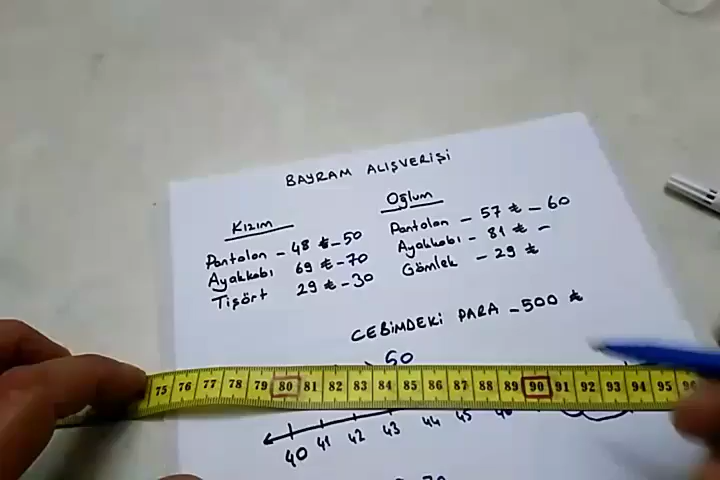 BAYRAM ALIŞVERİŞİ
Kızım
Pantolon - 48 ₺ - 50
Ayakkabı 69 ₺ - 70
Tişört 29 ₺ - 30
Oğlum
Pantolon - 57 ₺ - 60
Ayakkabı - 81 ₺ -
Gömlek - 29 ₺
CEBİMDEKİ PARA - 500 ₺
50
75 76 77 78 79 80 81 82 83 84 85 86 87 88 89 90 91 92 93 94 95
40 41 42 43 44 45